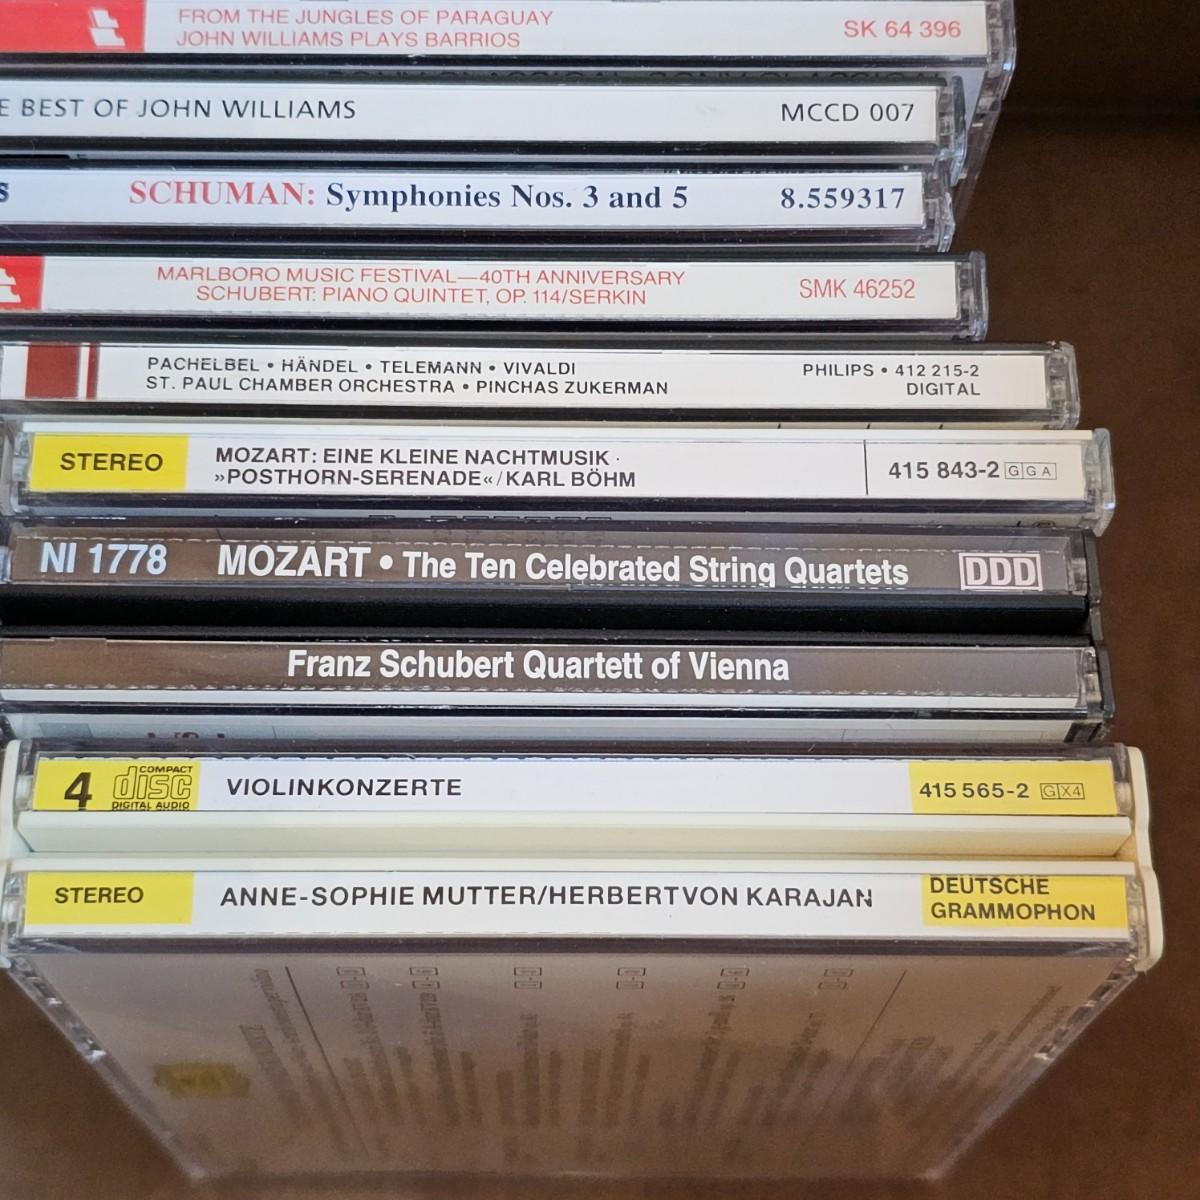 FROM THE JUNGLES OF PARAGUAY
JOHN WILLIAMS PLAYS BARRIOS
SK 64 396
BEST OF JOHN WILLIAMS
MCCD 007
SCHUMAN: Symphonies Nos. 3 and 5
8.559317
MARLBORO MUSIC FESTIVAL—40TH ANNIVERSARY
SCHUBERT: PIANO QUINTET, OP. 114/SERKIN
SMK 46252
PACHELBEL • HÄNDEL • TELEMANN • VIVALDI
ST. PAUL CHAMBER ORCHESTRA • PINCHAS ZUKERMAN
PHILIPS • 412 215-2
DIGITAL
STEREO
MOZART: EINE KLEINE NACHTMUSIK ·
»POSTHORN-SERENADE«/KARL BÖHM
415 843-2 GGA
NI 1778
MOZART • The Ten Celebrated String Quartets
DDD
Franz Schubert Quartett of Vienna
4
COMPACT
disc
DIGITAL AUDIO
VIOLINKONZERTE
415 565-2 GX4
STEREO
ANNE-SOPHIE MUTTER/HERBERT VON KARAJAN
DEUTSCHE
GRAMMOPHON